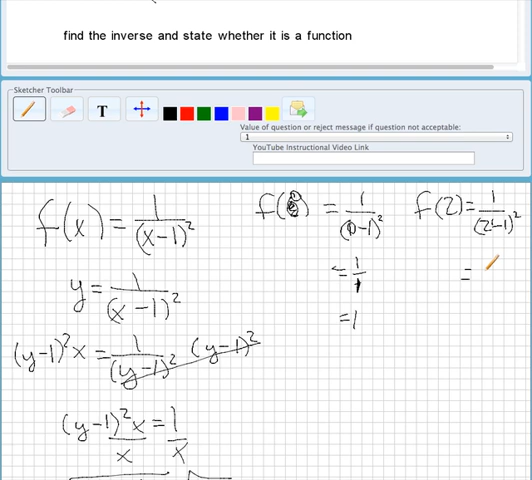 find the inverse and state whether it is a function
Sketcher Toolbar
T
Value of question or reject message if question not acceptable:
1
YouTube Instructional Video Link
f(x) = 1/(x-1)²
y = 1/(x-1)²
(y-1)²x = 1/(y-1)² (y-1)²
(y-1)²x/x = 1/x
f(0) = 1/(0-1)²
= 1/1
= 1
f(2) = 1/(2-1)²
=